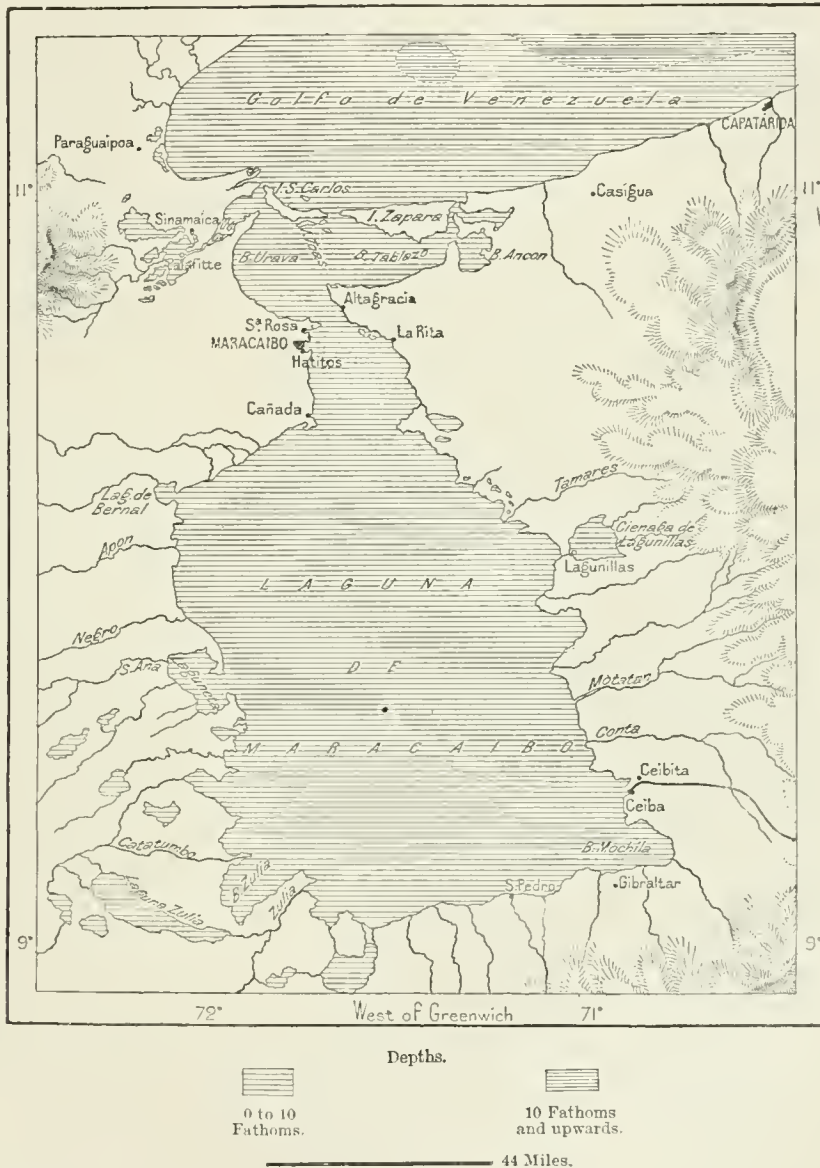 Golfo de Venezuela
CAPATÁRIDA
Paraguaipoa
11°
11°
I.S. Carlos
Casigua
Sinamaica
I. Zapara
B. Urava
B. Tablazo
B. Ancon
Altagracia
Sᵃ. Rosa
La Rita
MARACAIBO
Hatitos
Cañada
Tamares
Lag. de
Bernal
Cienaga de
Lagunillas
Apon
Lagunillas
LAGUNA
Negro
S. Ana
Laguneta
DE
Motatan
Conta
MARACAIBO
Ceibita
Ceiba
Catatumbo
B. Mochila
B. Zulia
Zulia
Laguna Zulia
S. Pedro
Gibraltar
9°
9°
72°
West of Greenwich
71°
Depths.
0 to 10
Fathoms.
10 Fathoms
and upwards.
44 Miles.